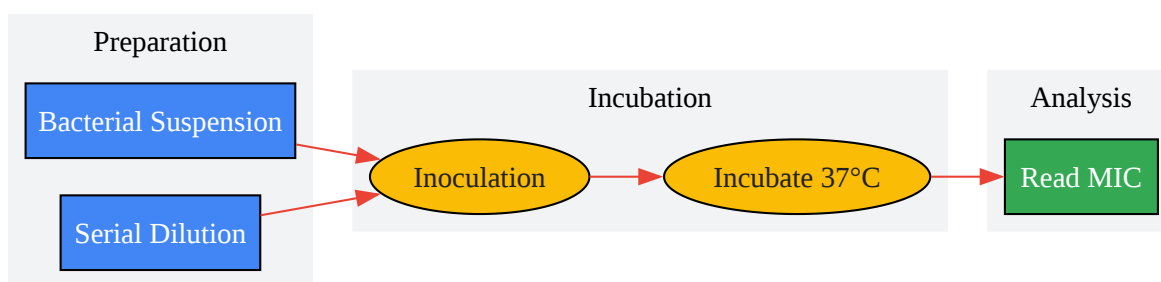 Preparation
Bacterial Suspension
Serial Dilution
Incubation
Inoculation
Incubate 37°C
Analysis
Read MIC